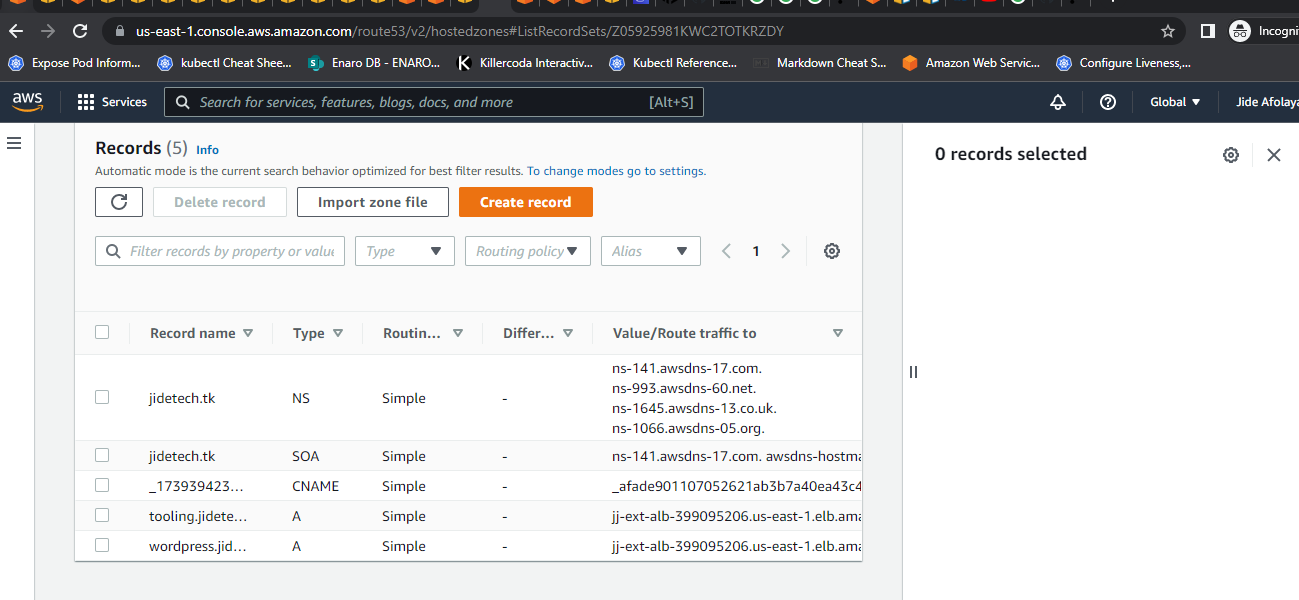 us-east-1.console.aws.amazon.com/route53/v2/hostedzones#ListRecordSets/Z05925981KWC2TOTKRZDY
Incogni
Expose Pod Inform...
kubectl Cheat Shee...
Enaro DB - ENARO...
Killercoda Interactiv...
Kubectl Reference...
Markdown Cheat S...
Amazon Web Servic...
Configure Liveness,...
aws
Services
Search for services, features, blogs, docs, and more
[Alt+S]
Global
Jide Afolaya
Records (5) Info
Automatic mode is the current search behavior optimized for best filter results. To change modes go to settings.
Delete record
Import zone file
Create record
Filter records by property or value
Type
Routing policy
Alias
1
0 records selected
Record name
Type
Routin...
Differ...
Value/Route traffic to
jidetech.tk
NS
Simple
-
ns-141.awsdns-17.com.
ns-993.awsdns-60.net.
ns-1645.awsdns-13.co.uk.
ns-1066.awsdns-05.org.
jidetech.tk
SOA
Simple
-
ns-141.awsdns-17.com. awsdns-hostma
_173939423...
CNAME
Simple
-
_afade901107052621ab3b7a40ea43c4
tooling.jidete...
A
Simple
-
jj-ext-alb-399095206.us-east-1.elb.ama
wordpress.jid...
A
Simple
-
jj-ext-alb-399095206.us-east-1.elb.ama